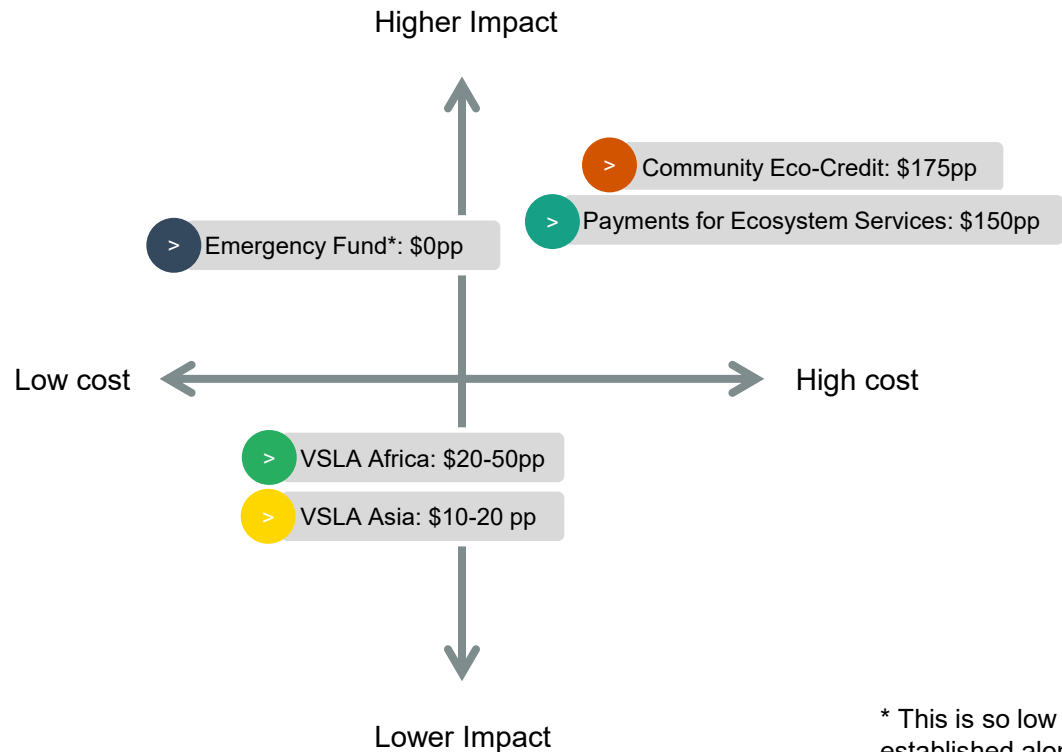 Higher Impact
> Community Eco-Credit: $175pp
> Payments for Ecosystem Services: $150pp
> Emergency Fund*: $0pp
Low cost
High cost
> VSLA Africa: $20-50pp
> VSLA Asia: $10-20 pp
Lower Impact
* This is so low
established